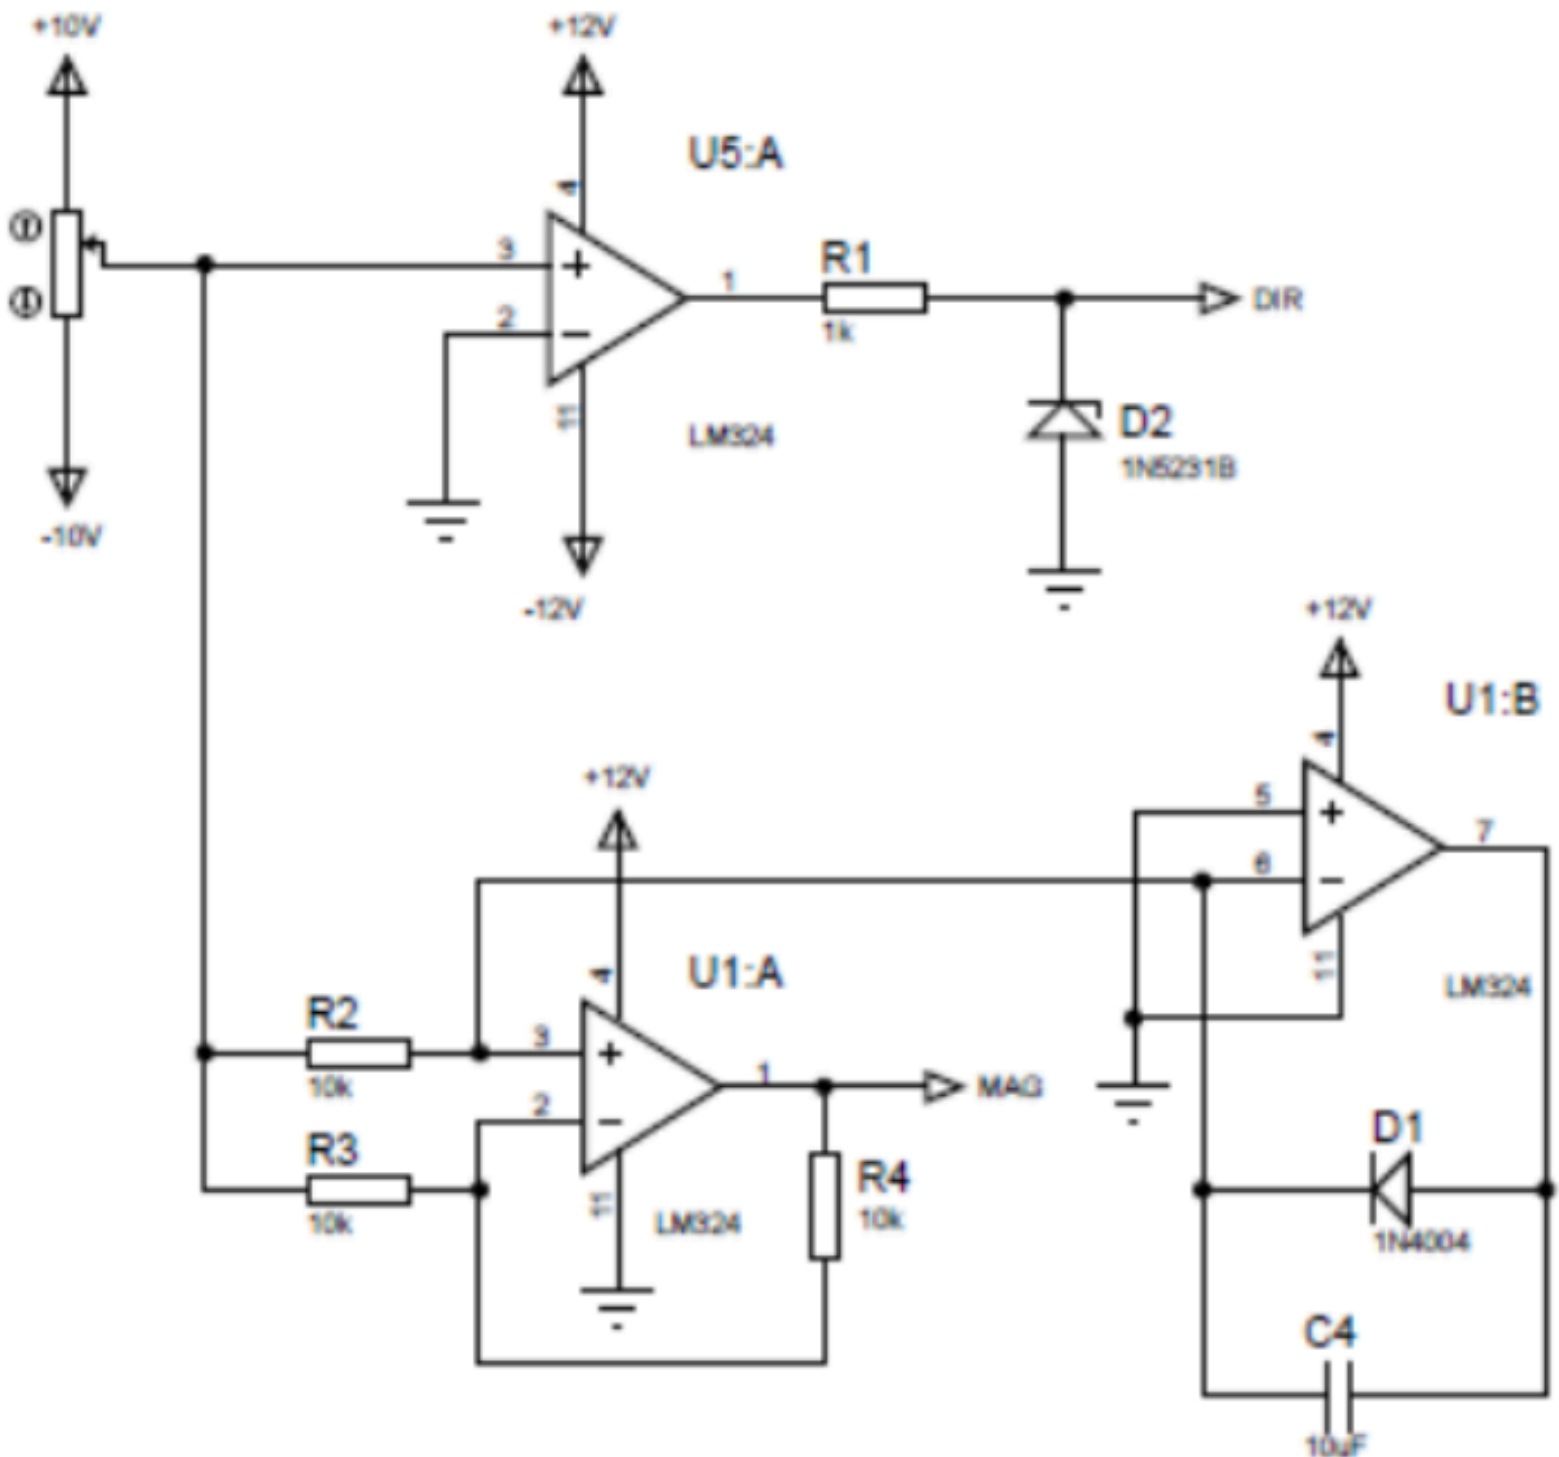 +10V
+12V
U5:A
4
3
+
R1
1
DIR
2
−
1k
11
D2
LM324
1N5231B
-10V
-12V
+12V
U1:B
4
+12V
5
+
7
6
−
U1:A
4
11
LM324
R2
3
+
1
MAG
10k
2
−
D1
R3
R4
11
LM324
10k
10k
1N4004
C4
10uF